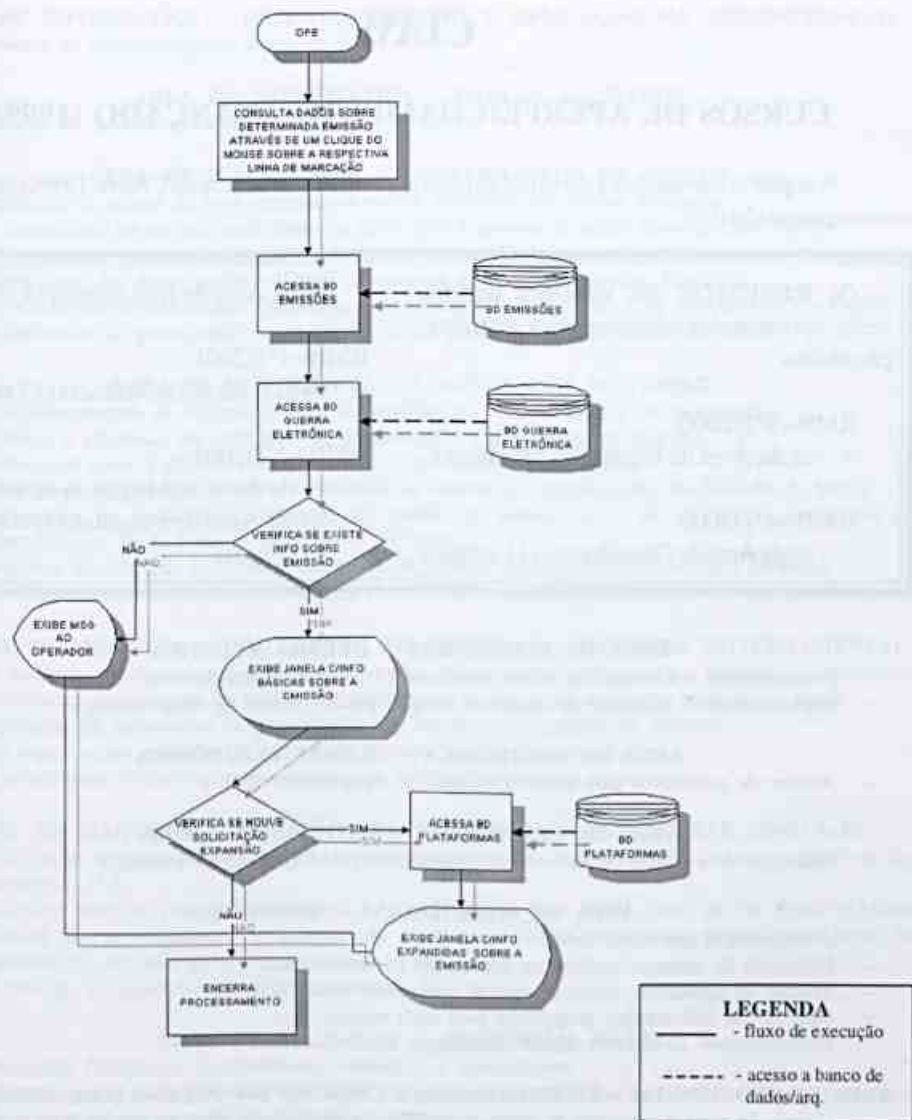 OPE
CONSULTA DADOS SOBRE
DETERMINADA EMISSÃO
ATRAVÉS DE UM CLIQUE DO
MOUSE SOBRE A RESPECTIVA
LINHA DE MARCAÇÃO
ACESSA BD
EMISSÕES
BD EMISSÕES
ACESSA BD
GUERRA
ELETRÔNICA
BD GUERRA
ELETRÔNICA
VERIFICA SE EXISTE
INFO SOBRE
EMISSÃO
NÃO
SIM
EXIBE MSG
AO
OPERADOR
EXIBE JANELA C/INFO
BÁSICAS SOBRE A
EMISSÃO
VERIFICA SE HOUVE
SOLICITAÇÃO
EXPANSÃO
SIM
ACESSA BD
PLATAFORMAS
BD
PLATAFORMAS
NÃO
EXIBE JANELA C/INFO
EXPANDIDAS SOBRE A
EMISSÃO
ENCERRA
PROCESSAMENTO
LEGENDA
- fluxo de execução
- acesso a banco de
dados/arq.